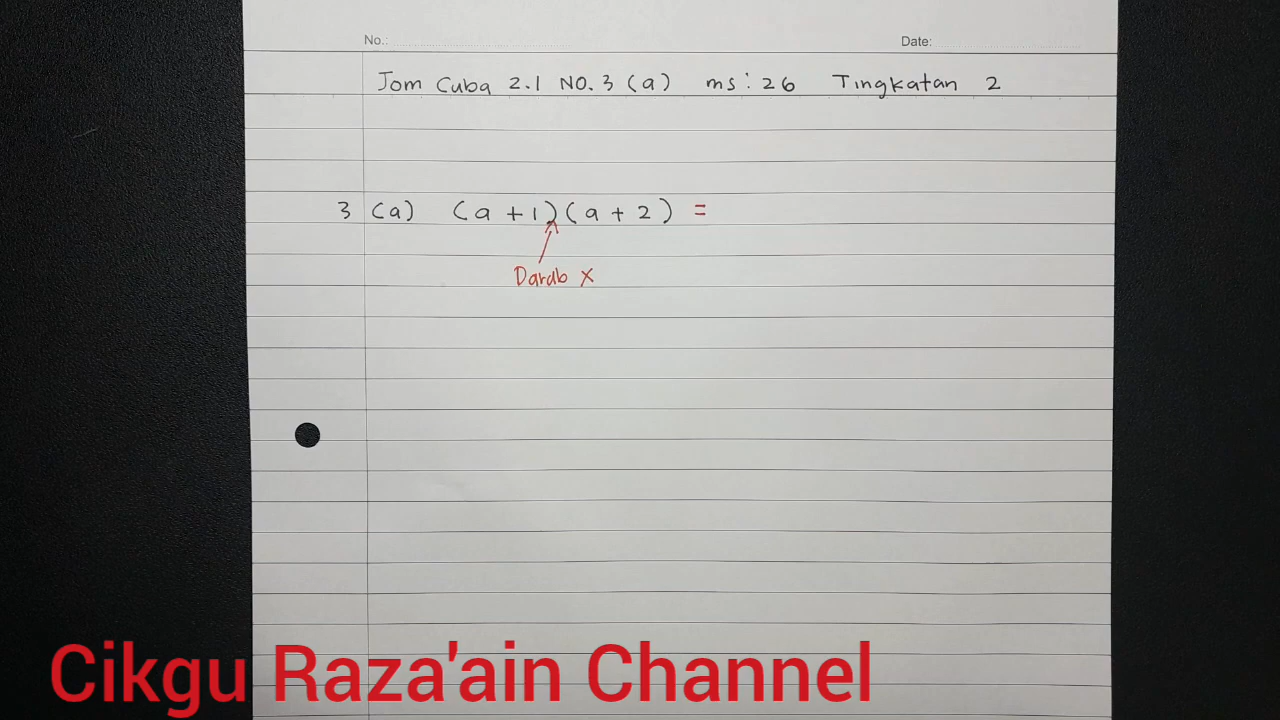 No.: Date:
Jom Cuba 2.1 NO. 3 (a) ms: 26 Tingkatan 2
3 (a) (a + 1)(a + 2) =
Darab X
Cikgu Raza'ain Channel